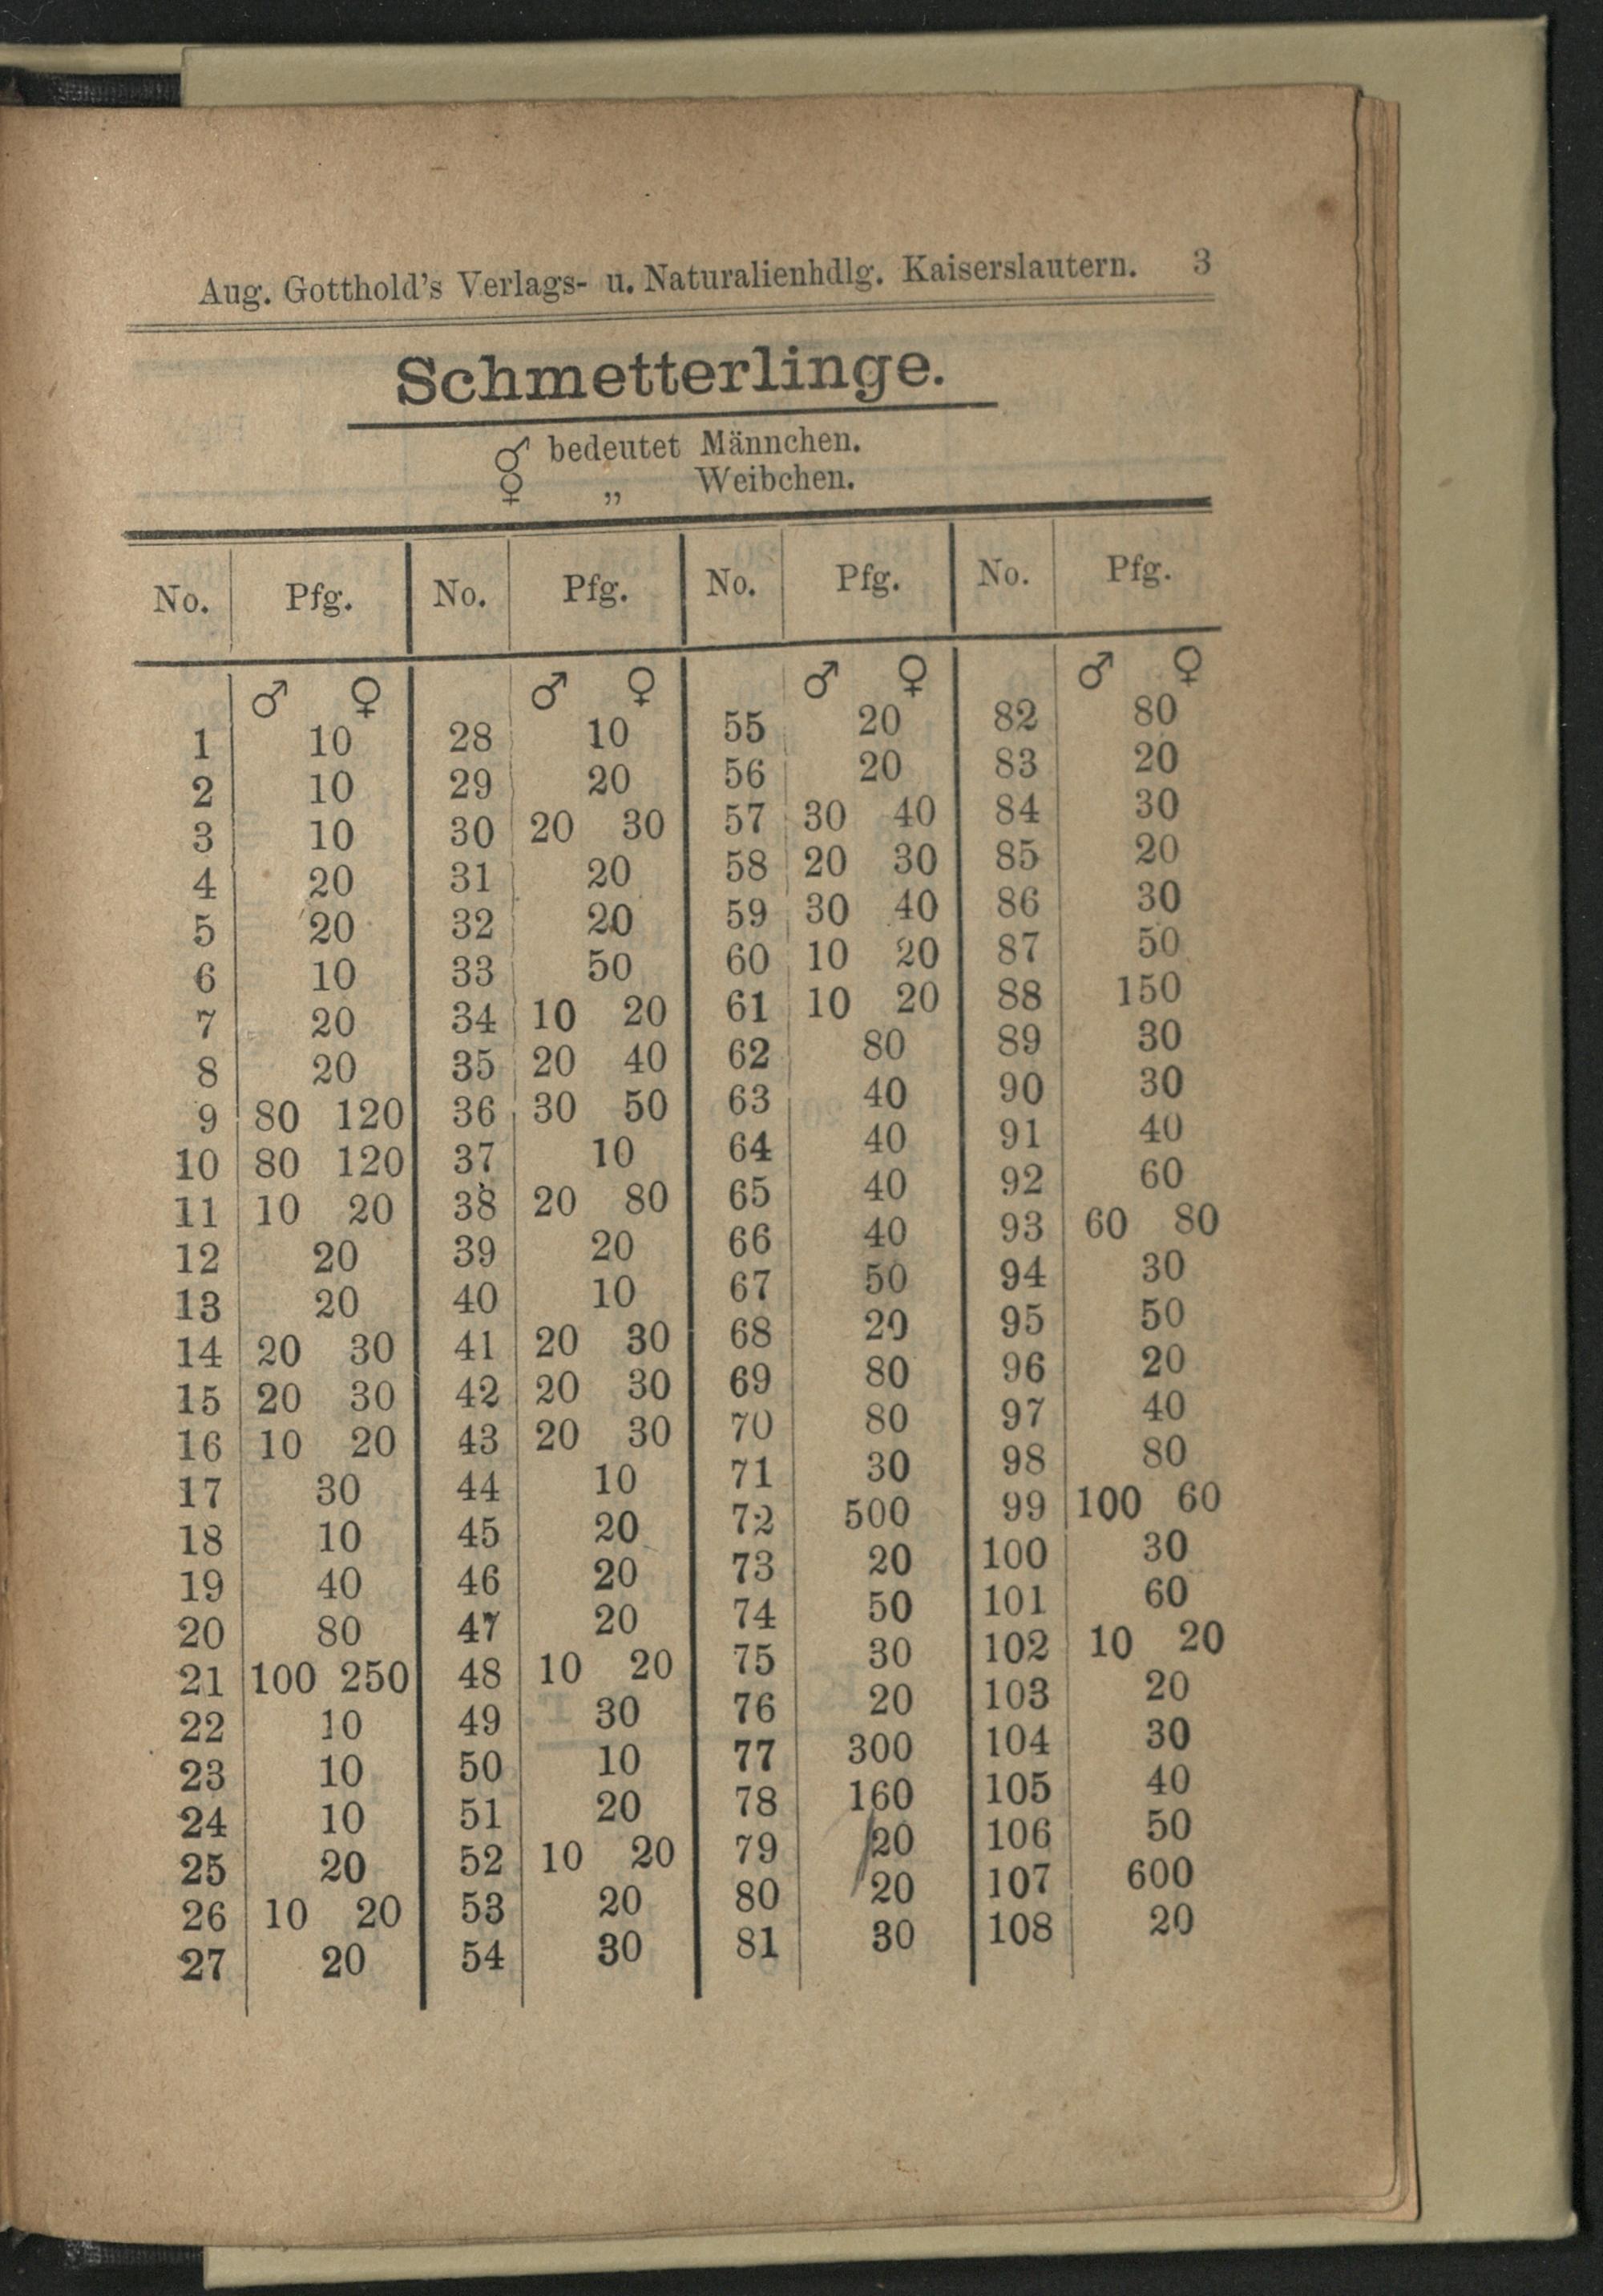 Aug. Gotthold's Verlags- u. Naturalienhdlg. Kaiserslautern. 3
Schmetterlinge.
♂ bedeutet Männchen.
♀ „ Weibchen.
No. Pfg. No. Pfg. No. Pfg. No. Pfg.
♂ ♀ ♂ ♀ ♂ ♀ ♂ ♀
1 10 28 10 55 20 82 80
2 10 29 20 56 20 83 20
3 10 30 20 30 57 30 40 84 30
4 20 31 20 58 20 30 85 20
5 20 32 20 59 30 40 86 30
6 10 33 50 60 10 20 87 50
7 20 34 10 20 61 10 20 88 150
8 20 35 20 40 62 80 89 30
9 80 120 36 30 50 63 40 90 30
10 80 120 37 10 64 40 91 40
11 10 20 38 20 80 65 40 92 60
12 20 39 20 66 40 93 60 80
13 20 40 10 67 50 94 30
14 20 30 41 20 30 68 20 95 50
15 20 30 42 20 30 69 80 96 20
16 10 20 43 20 30 70 80 97 40
17 30 44 10 71 30 98 80
18 10 45 20 72 500 99 100 60
19 40 46 20 73 20 100 30
20 80 47 20 74 50 101 60
21 100 250 48 10 20 75 30 102 10 20
22 10 49 30 76 20 103 20
23 10 50 10 77 300 104 30
24 10 51 20 78 160 105 40
25 20 52 10 20 79 20 106 50
26 10 20 53 20 80 20 107 600
27 20 54 30 81 30 108 20